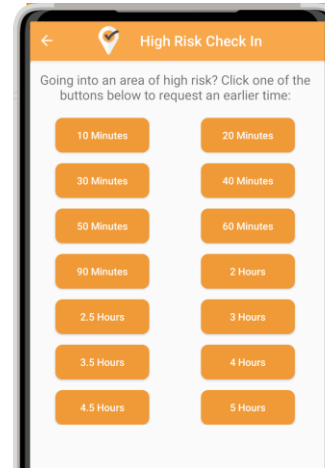 High Risk Check In
Going into an area of high risk? Click one of the
buttons below to request an earlier time:
10 Minutes
20 Minutes
30 Minutes
40 Minutes
50 Minutes
60 Minutes
90 Minutes
2 Hours
2.5 Hours
3 Hours
3.5 Hours
4 Hours
4.5 Hours
5 Hours